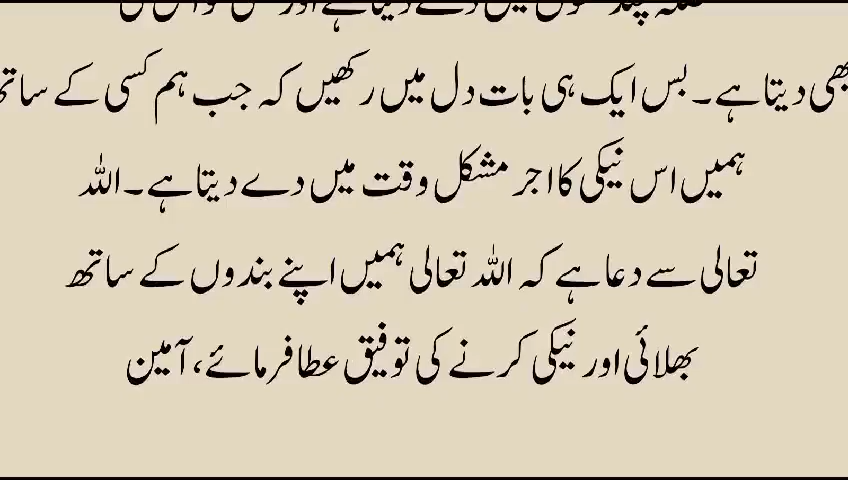 بھی دیتا ہے۔ بس ایک ہی بات دل میں رکھیں کہ جب ہم کسی کے ساتھ
ہمیں اس نیکی کا اجر مشکل وقت میں دے دیتا ہے۔ اللہ
تعالی سے دعا ہے کہ اللہ تعالی ہمیں اپنے بندوں کے ساتھ
بھلائی اور نیکی کرنے کی توفیق عطا فرمائے، آمین